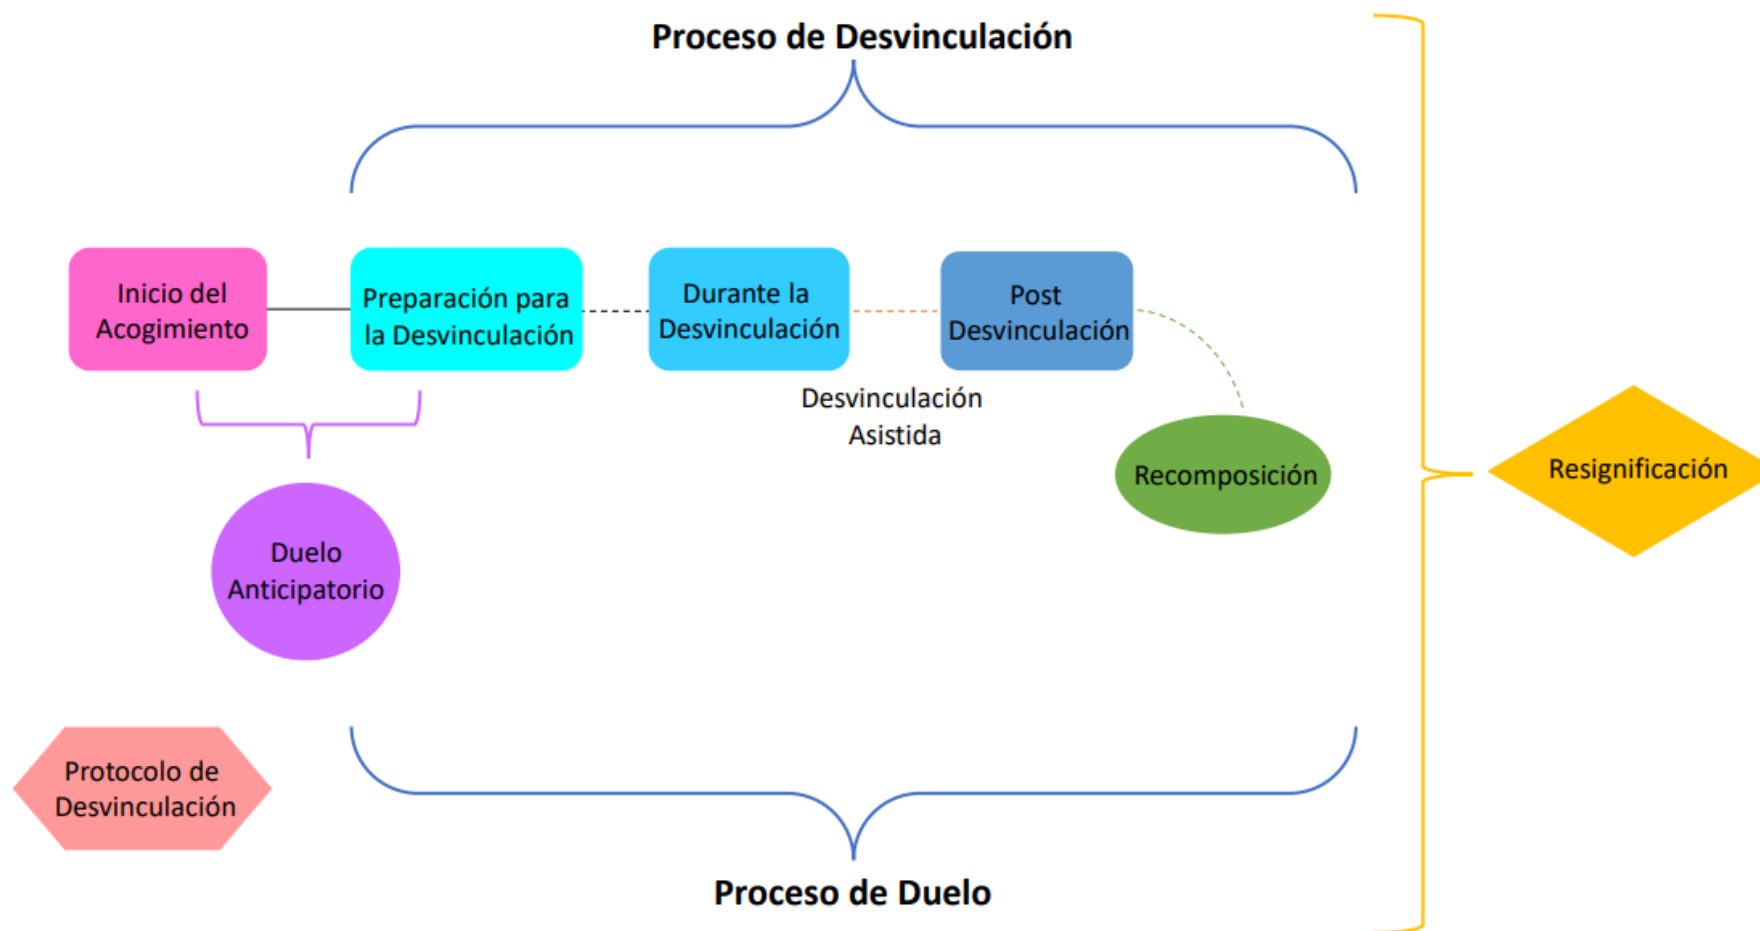 Proceso de Desvinculación
Inicio del
Acogimiento
Preparación para
la Desvinculación
Durante la
Desvinculación
Post
Desvinculación
Desvinculación
Asistida
Recomposición
Resignificación
Duelo
Anticipatorio
Protocolo de
Desvinculación
Proceso de Duelo